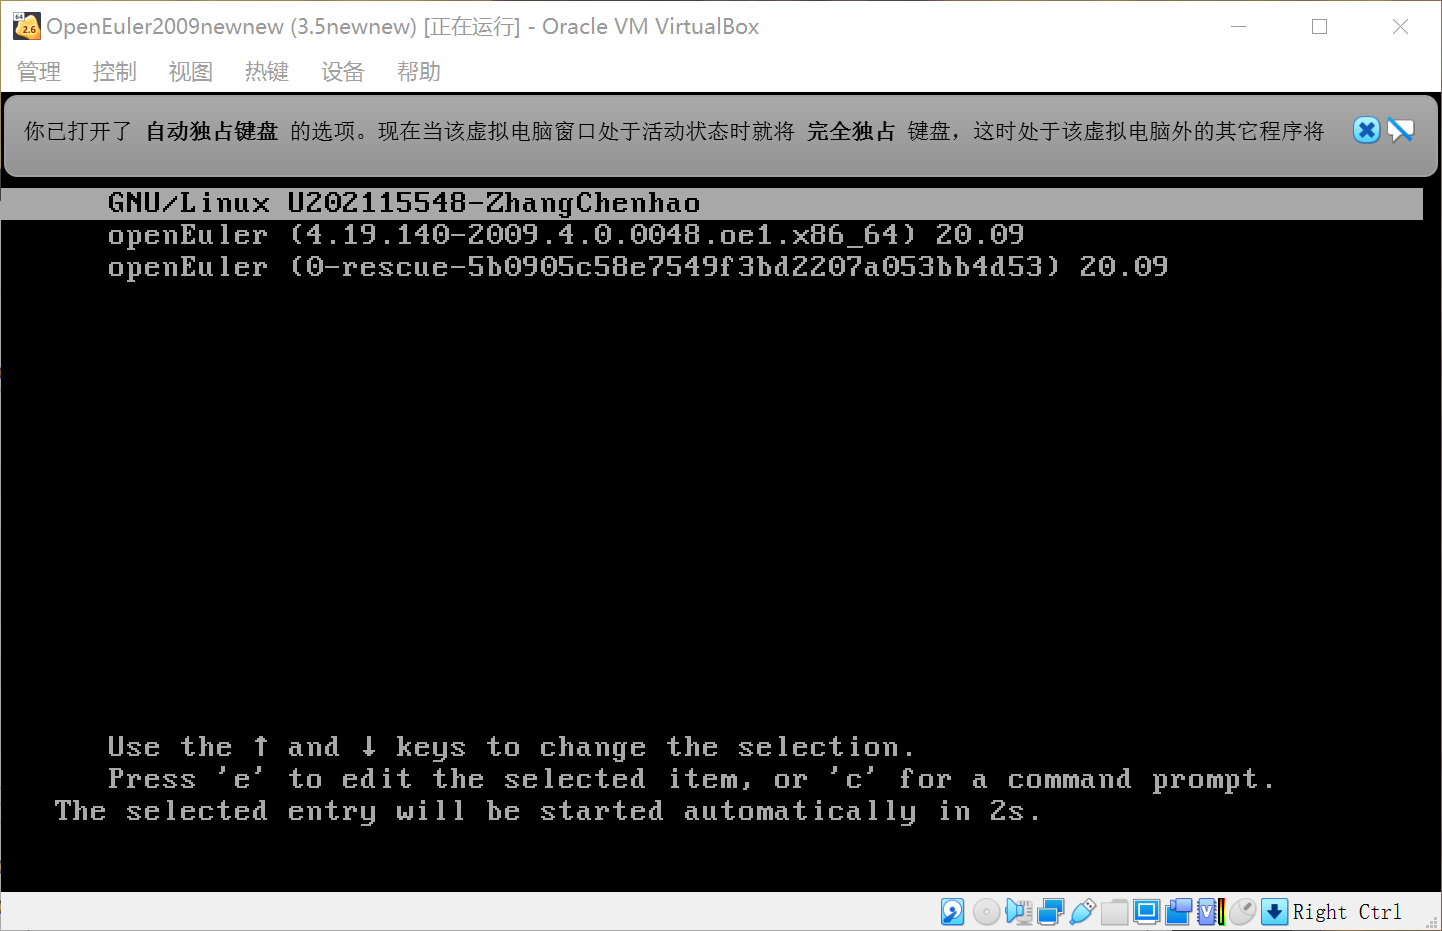 OpenEuler2009newnew (3.5newnew) [正在运行] - Oracle VM VirtualBox
管理 控制 视图 热键 设备 帮助
你已打开了 自动独占键盘 的选项。现在当该虚拟电脑窗口处于活动状态时就将 完全独占 键盘，这时处于该虚拟电脑外的其它程序将
GNU/Linux U202115548-ZhangChenhao
openEuler (4.19.140-2009.4.0.0048.oe1.x86_64) 20.09
openEuler (0-rescue-5b0905c58e7549f3bd2207a053bb4d53) 20.09
Use the ↑ and ↓ keys to change the selection.
Press 'e' to edit the selected item, or 'c' for a command prompt.
The selected entry will be started automatically in 2s.
Right Ctrl